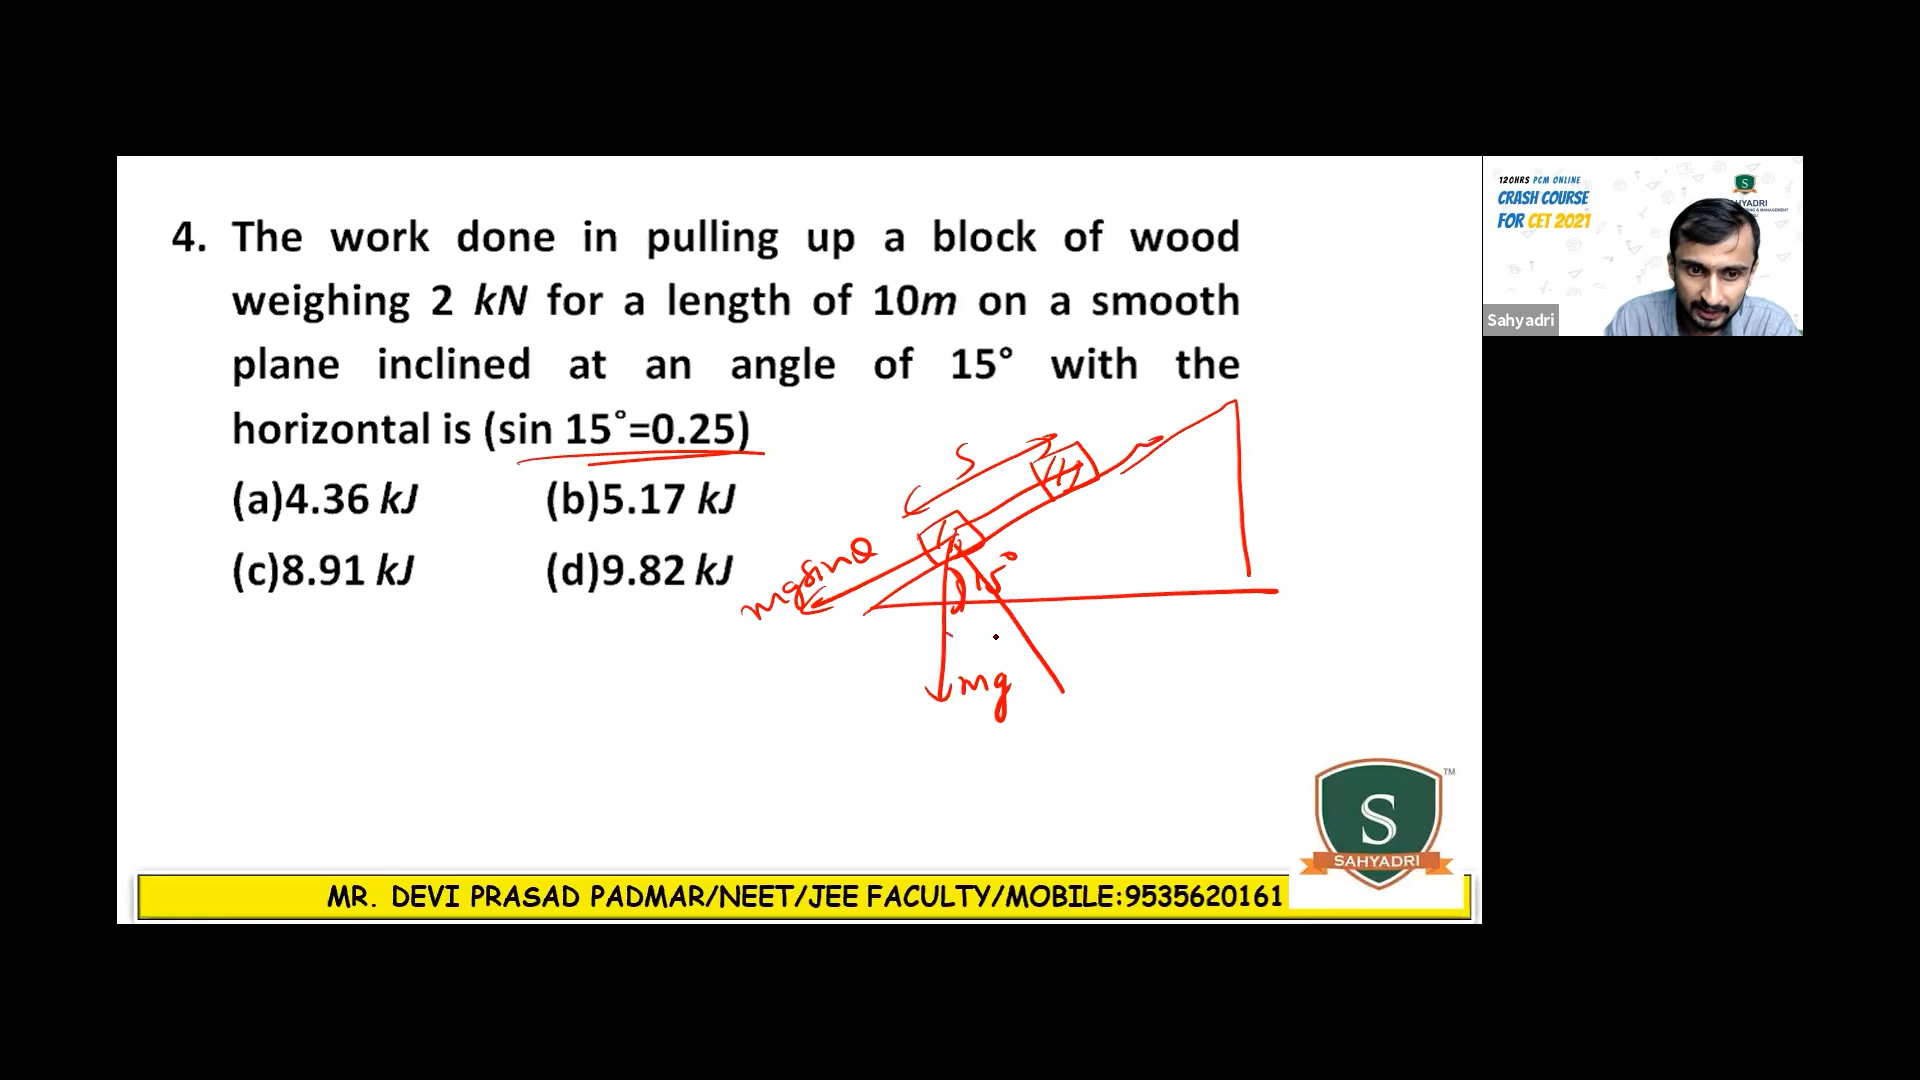 4. The work done in pulling up a block of wood
weighing 2 kN for a length of 10m on a smooth
plane inclined at an angle of 15° with the
horizontal is (sin 15°=0.25)
(a)4.36 kJ (b)5.17 kJ
(c)8.91 kJ (d)9.82 kJ
S
mgsinθ
15°
mg
MR. DEVI PRASAD PADMAR/NEET/JEE FACULTY/MOBILE:9535620161
S
SAHYADRI
TM
120HRS PCM ONLINE
CRASH COURSE
FOR CET 2021
S
Sahyadri